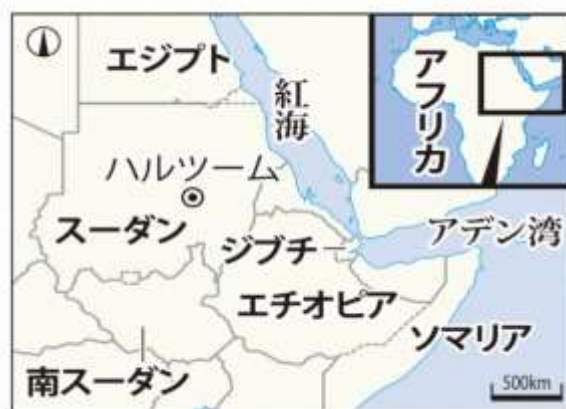 エジプト
紅海
アフリカ
ハルツーム
スーダン
ジブチ
アデン湾
エチオピア
ソマリア
南スーダン
500km